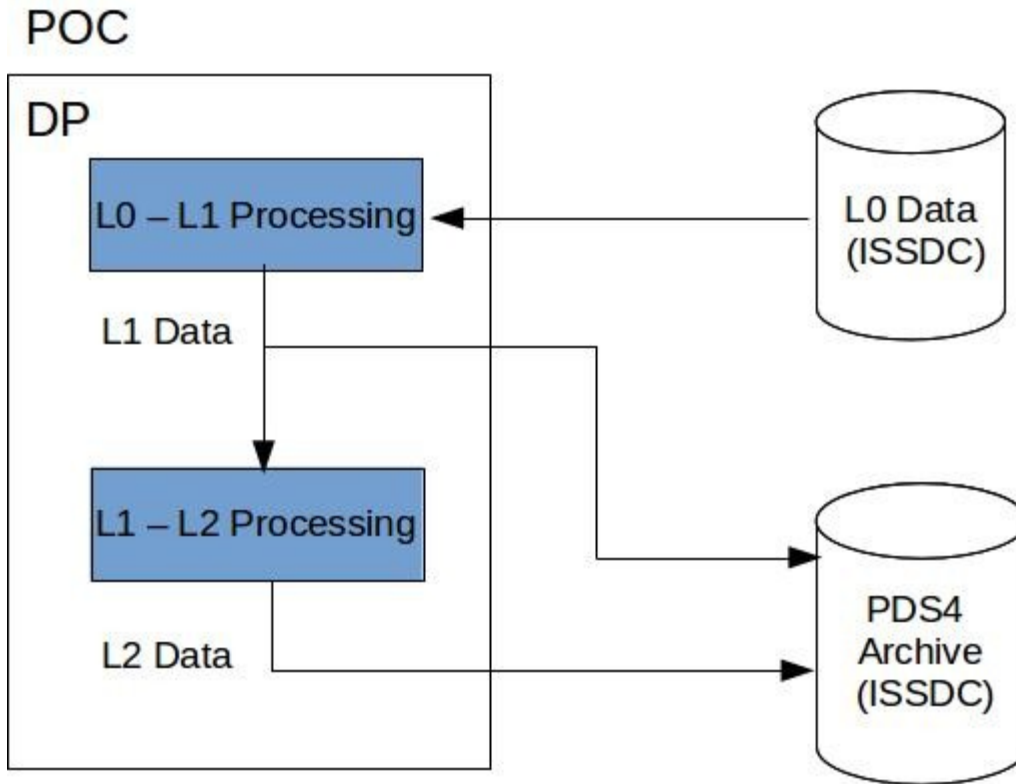 POC
DP
L0 – L1 Processing
L0 Data
(ISSDC)
L1 Data
L1 – L2 Processing
PDS4
Archive
(ISSDC)
L2 Data